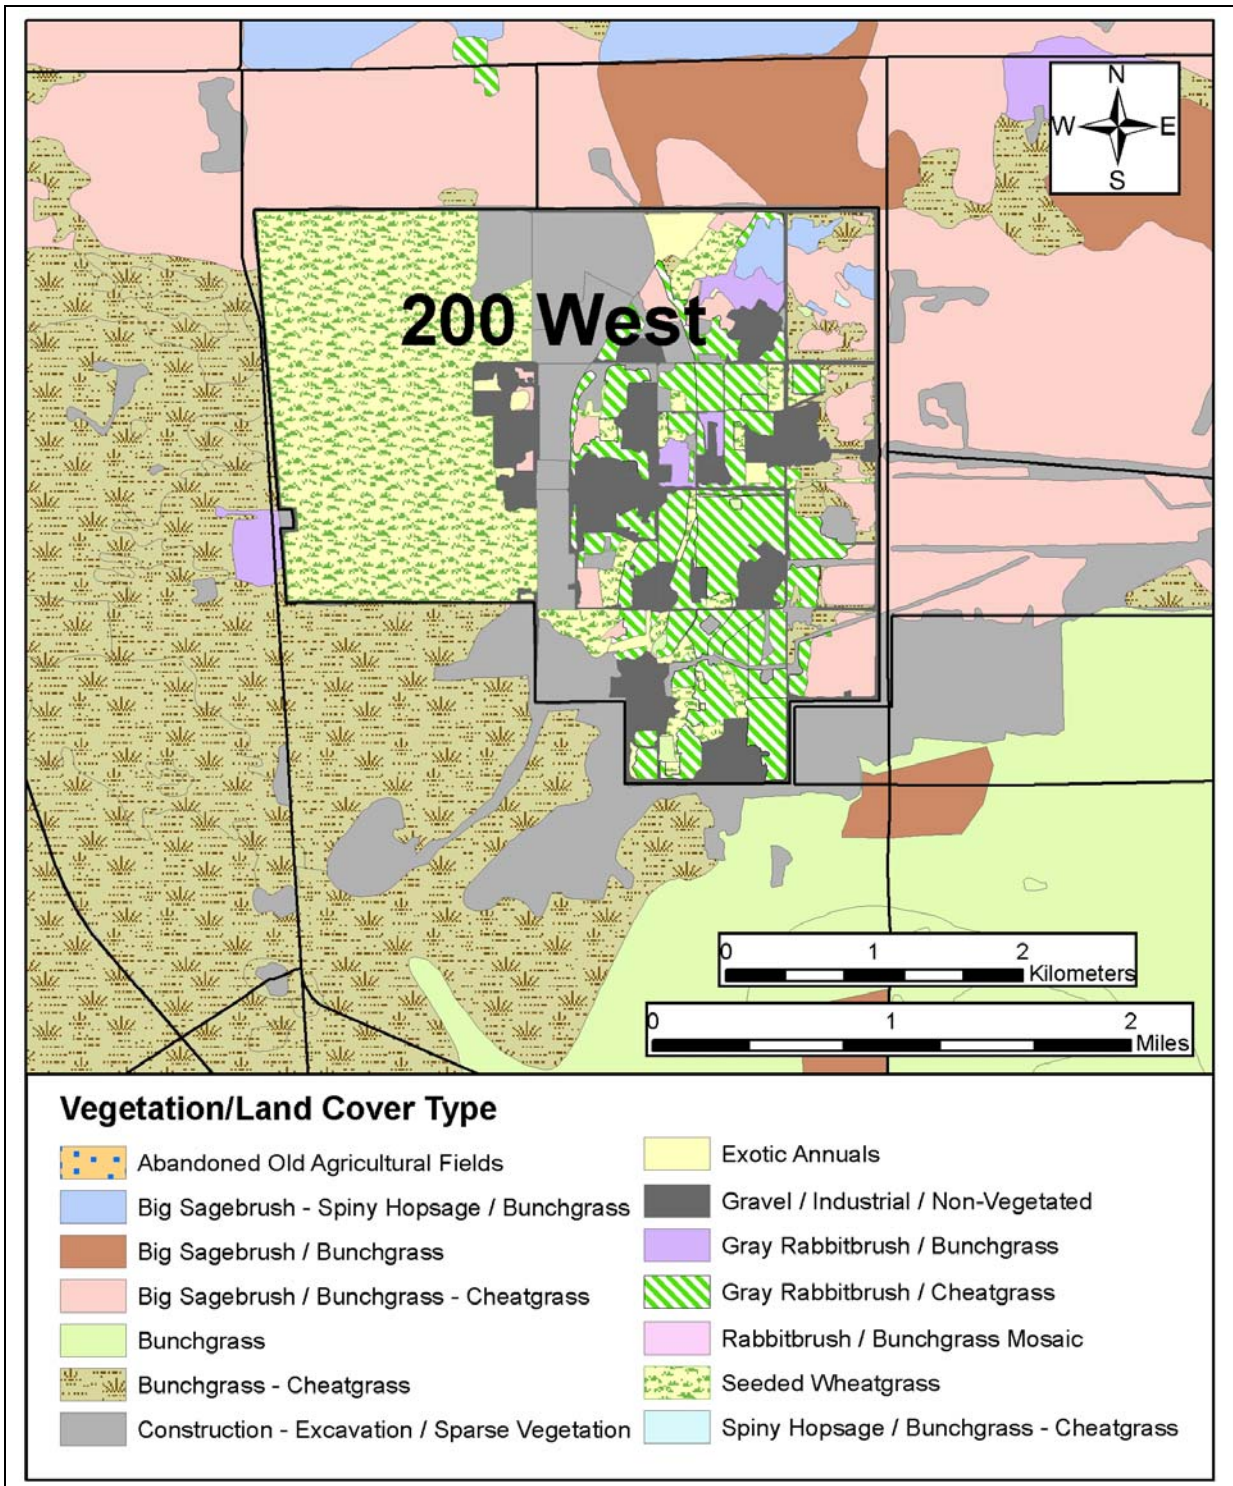 N
W E
S
200 West
0 1 2
Kilometers
0 1 2
Miles
Vegetation/Land Cover Type
Abandoned Old Agricultural Fields
Big Sagebrush - Spiny Hopsage / Bunchgrass
Big Sagebrush / Bunchgrass
Big Sagebrush / Bunchgrass - Cheatgrass
Bunchgrass
Bunchgrass - Cheatgrass
Construction - Excavation / Sparse Vegetation
Exotic Annuals
Gravel / Industrial / Non-Vegetated
Gray Rabbitbrush / Bunchgrass
Gray Rabbitbrush / Cheatgrass
Rabbitbrush / Bunchgrass Mosaic
Seeded Wheatgrass
Spiny Hopsage / Bunchgrass - Cheatgrass